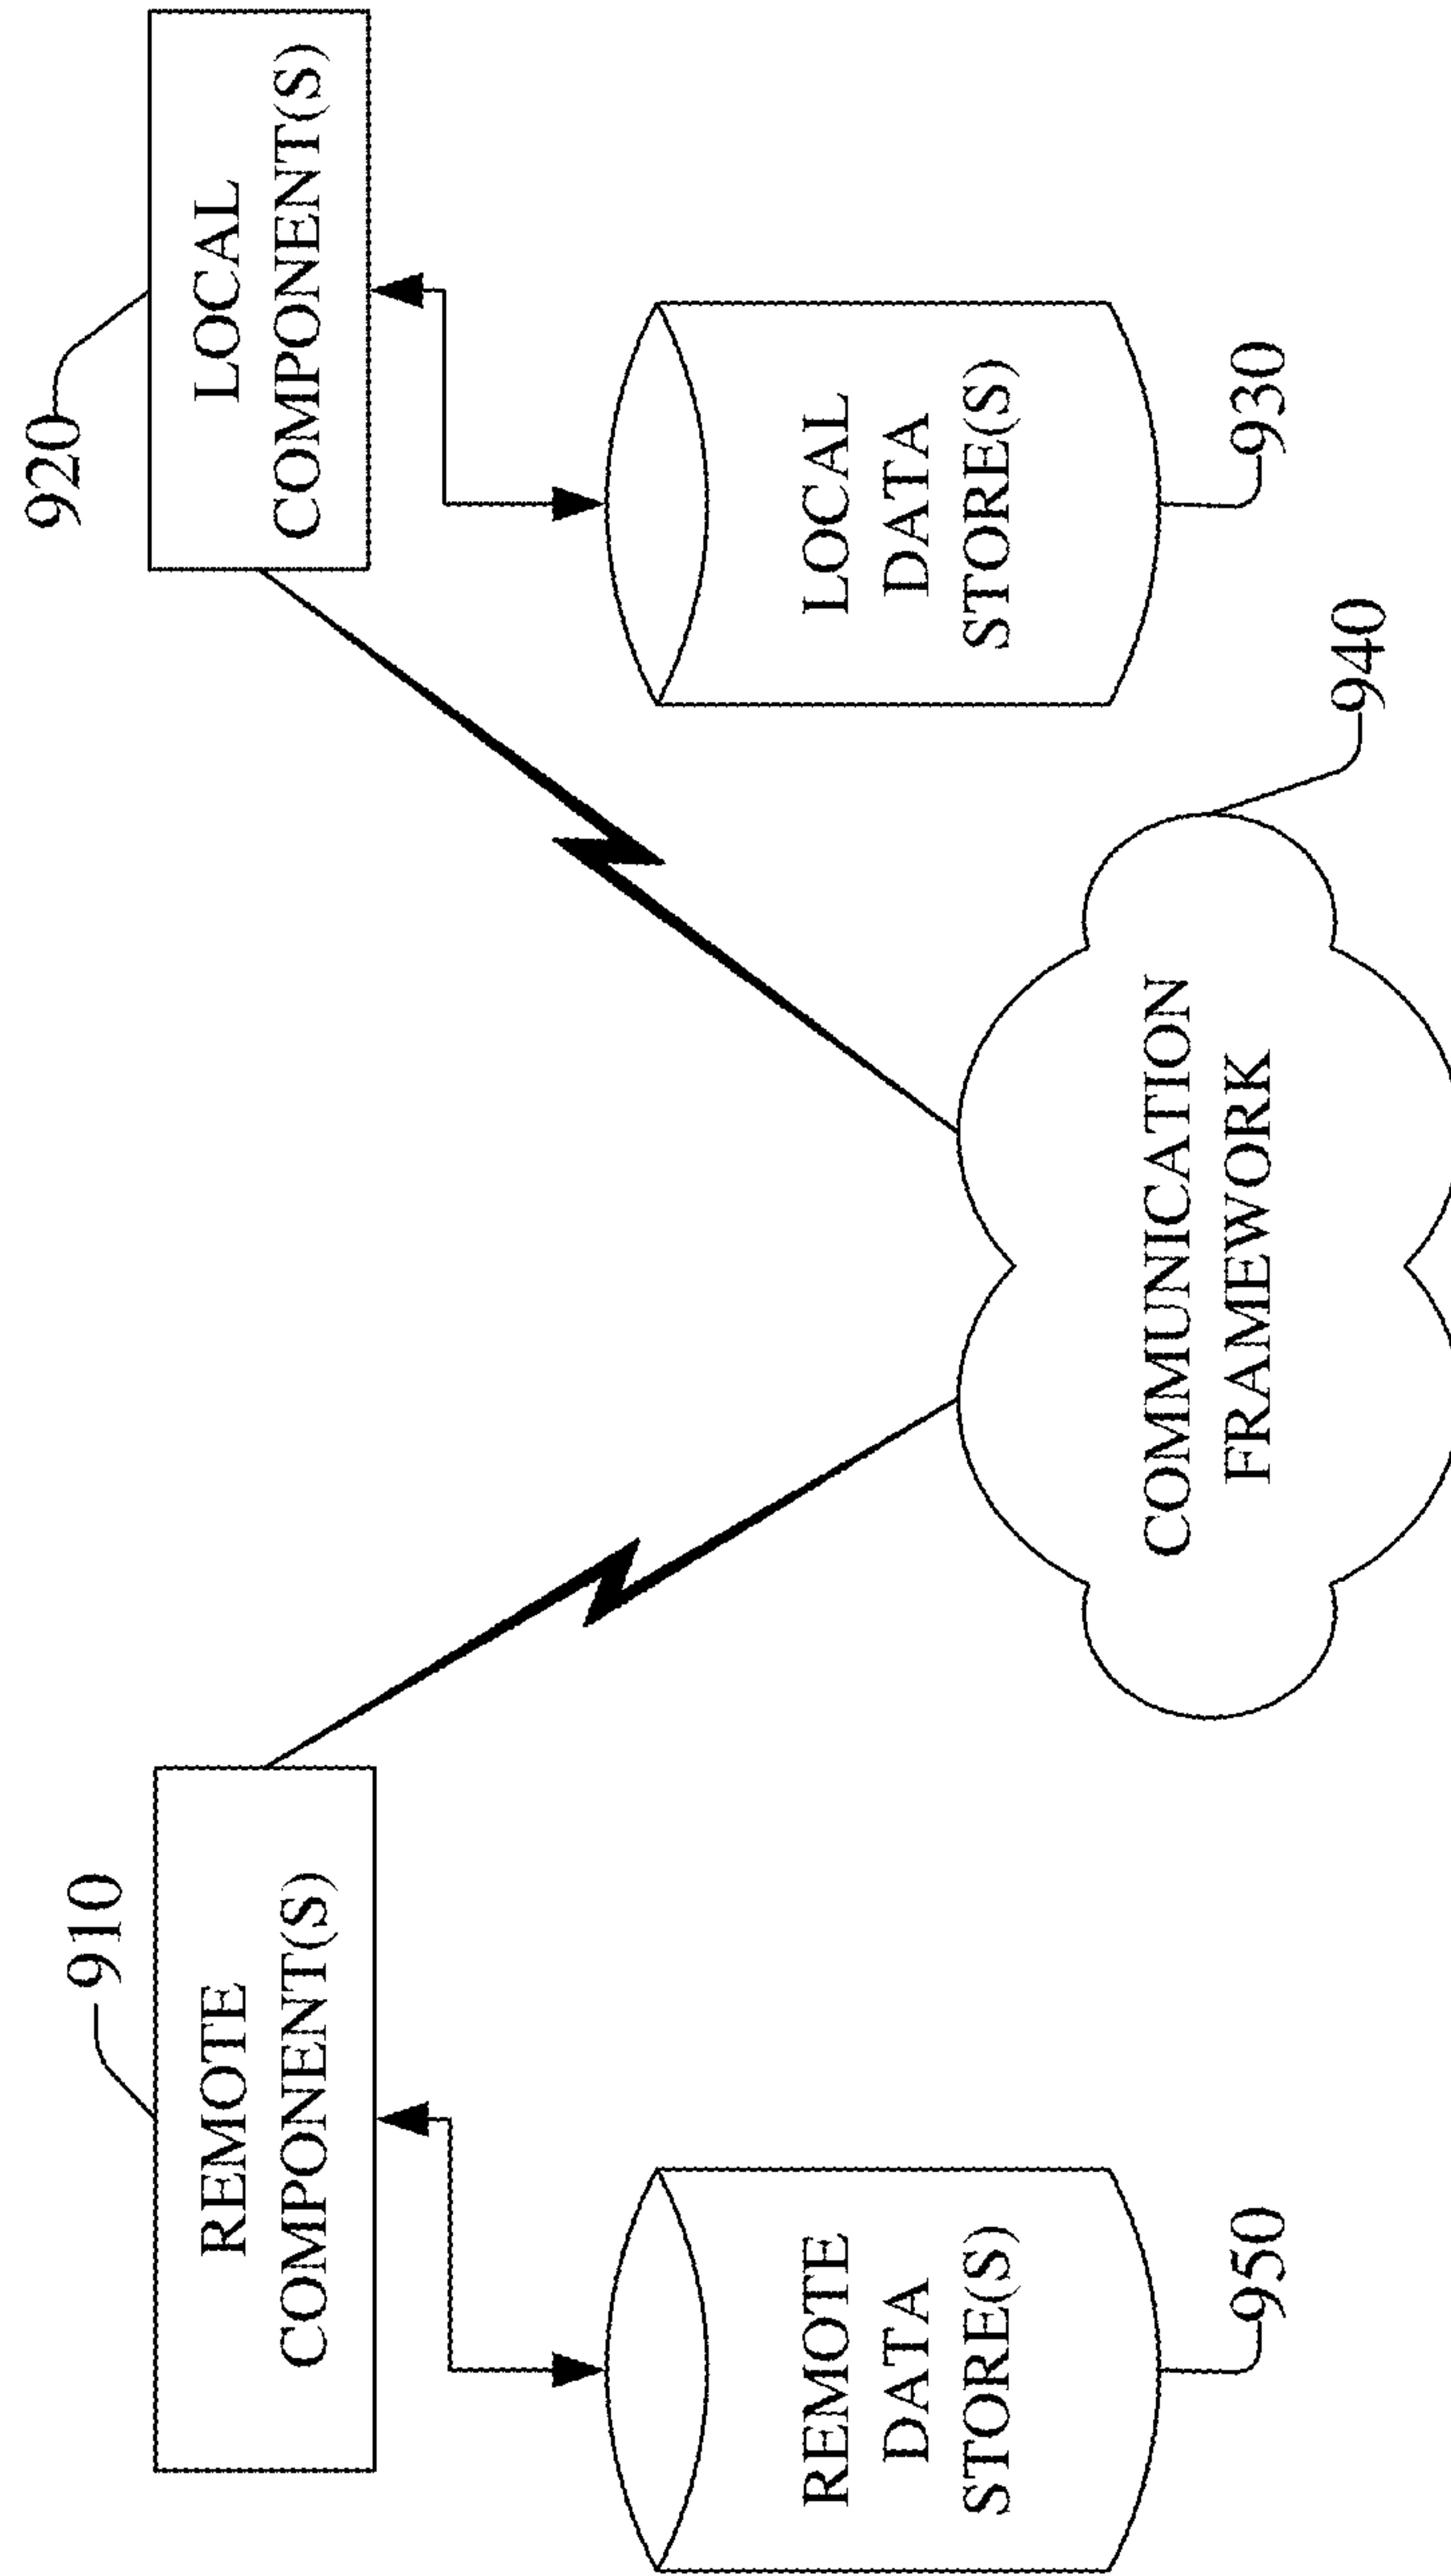 910
REMOTE
COMPONENT(S)
920
LOCAL
COMPONENT(S)
REMOTE
DATA
STORE(S)
950
COMMUNICATION
FRAMEWORK
940
LOCAL
DATA
STORE(S)
930